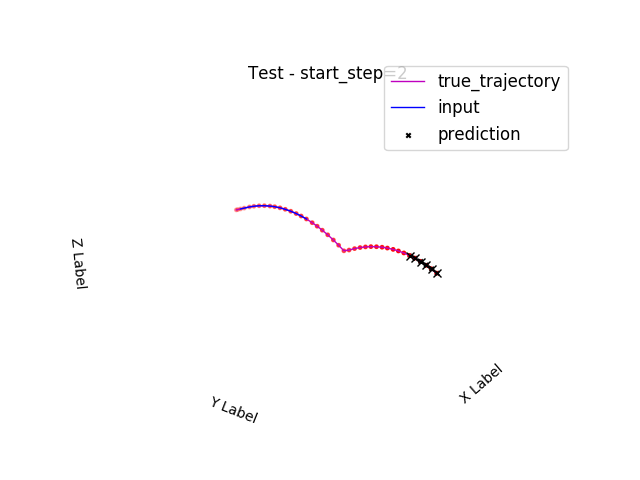 Test - start_step=2
true_trajectory
input
prediction
Z Label
Y Label
X Label